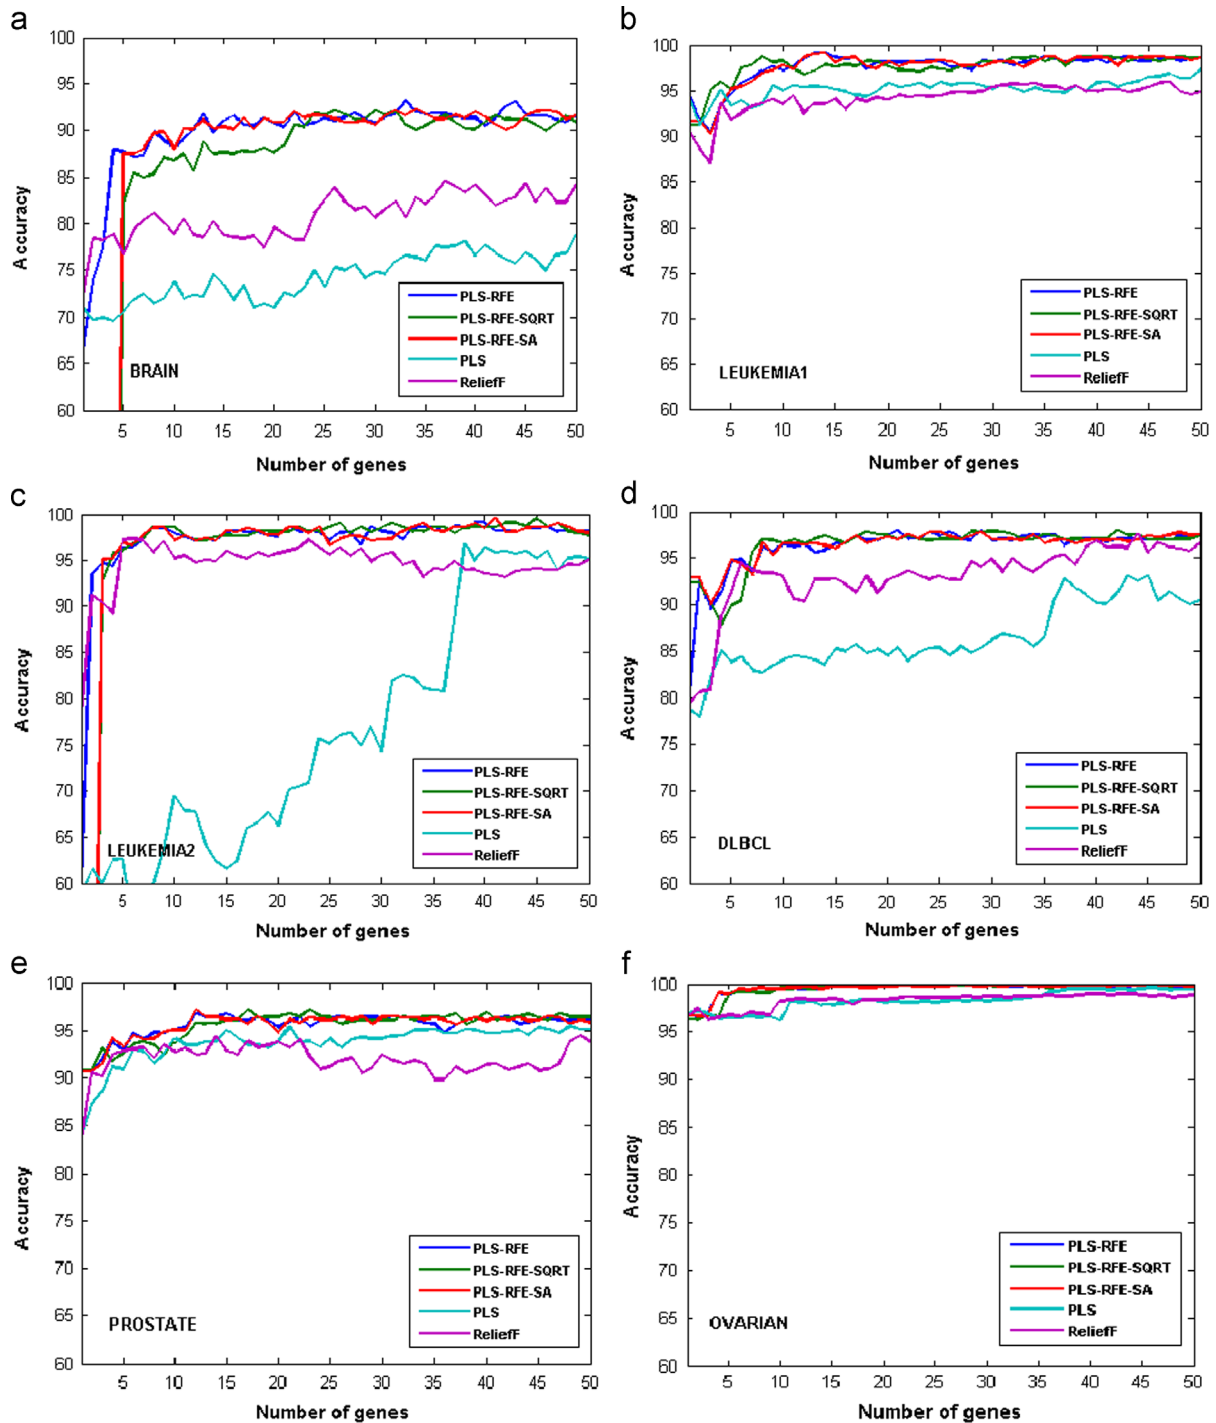 a
100
95
90
85
80
75
70
65
60
Accuracy
BRAIN
PLS-RFE
PLS-RFE-SQRT
PLS-RFE-SA
PLS
ReliefF
5 10 15 20 25 30 35 40 45 50
Number of genes
b
100
95
90
85
80
75
70
65
60
Accuracy
LEUKEMIA1
PLS-RFE
PLS-RFE-SQRT
PLS-RFE-SA
PLS
ReliefF
5 10 15 20 25 30 35 40 45 50
Number of genes
c
100
95
90
85
80
75
70
65
60
Accuracy
LEUKEMIA2
PLS-RFE
PLS-RFE-SQRT
PLS-RFE-SA
PLS
ReliefF
5 10 15 20 25 30 35 40 45 50
Number of genes
d
100
95
90
85
80
75
70
65
60
Accuracy
DLBCL
PLS-RFE
PLS-RFE-SQRT
PLS-RFE-SA
PLS
ReliefF
5 10 15 20 25 30 35 40 45 50
Number of genes
e
100
95
90
85
80
75
70
65
60
Accuracy
PROSTATE
PLS-RFE
PLS-RFE-SQRT
PLS-RFE-SA
PLS
ReliefF
5 10 15 20 25 30 35 40 45 50
Number of genes
f
100
95
90
85
80
75
70
65
60
Accuracy
OVARIAN
PLS-RFE
PLS-RFE-SQRT
PLS-RFE-SA
PLS
ReliefF
5 10 15 20 25 30 35 40 45 50
Number of genes